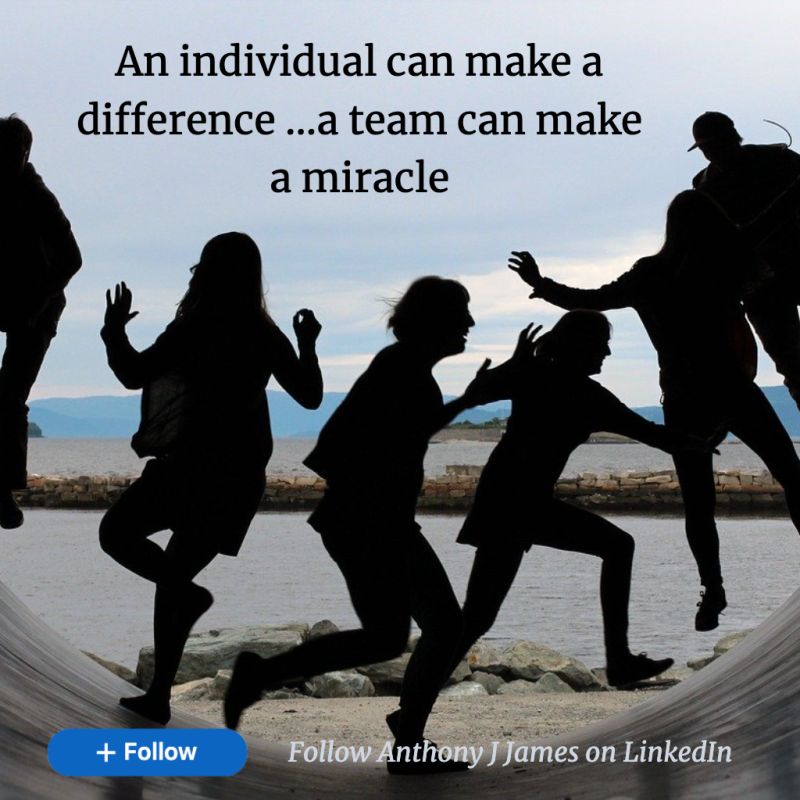 An individual can make a
difference ...a team can make
a miracle
+ Follow
Follow Anthony J James on LinkedIn